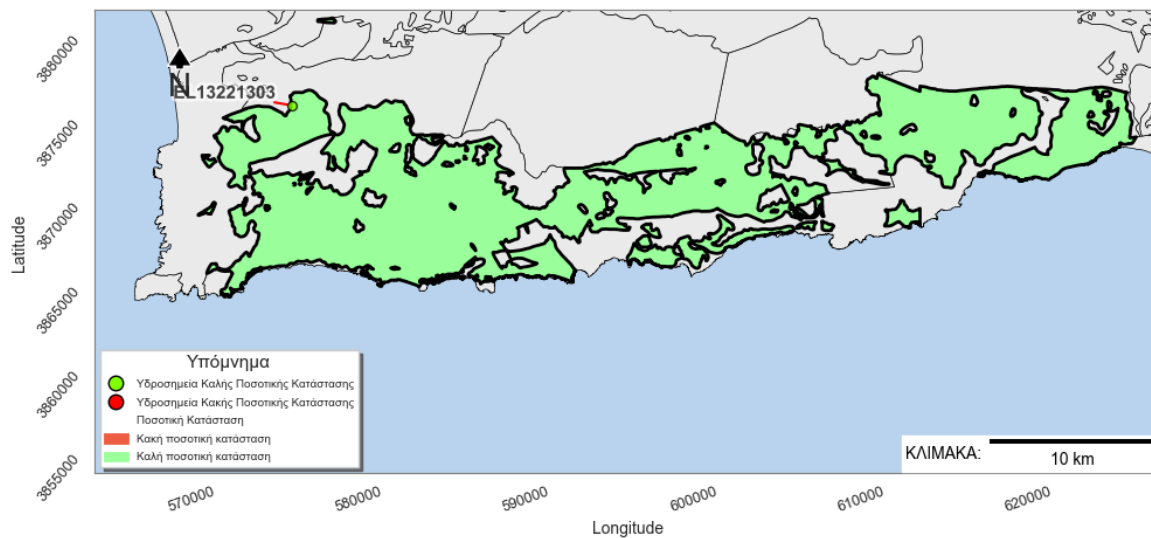 3880000
3875000
3870000
3865000
3860000
3855000
Latitude
N
EL13221303
Υπόμνημα
Υδροσημεία Καλής Ποσοτικής Κατάστασης
Υδροσημεία Κακής Ποσοτικής Κατάστασης
Ποσοτική Κατάσταση
Κακή ποσοτική κατάσταση
Καλή ποσοτική κατάσταση
ΚΛΙΜΑΚΑ:
10 km
570000
580000
590000
600000
610000
620000
Longitude